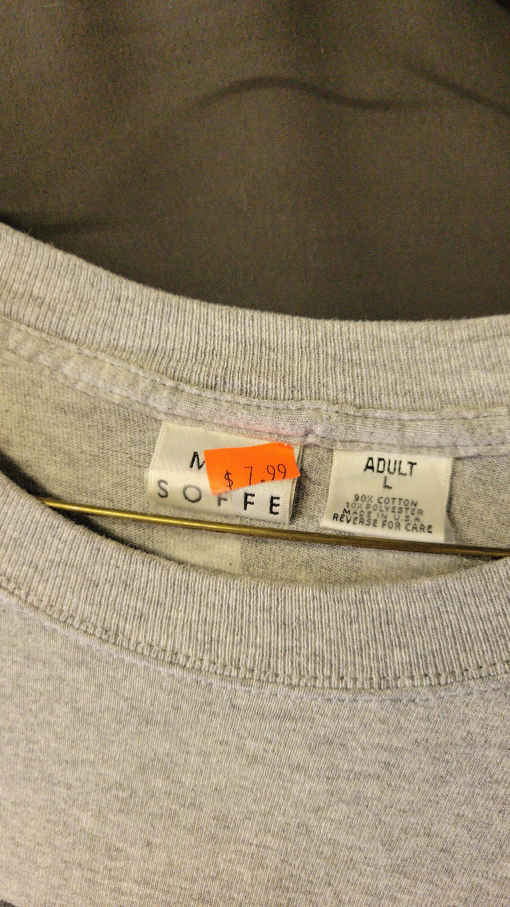 M
$ 7.99
SOFFE
ADULT
L
90% COTTON
10% POLYESTER
MADE IN U.S.A.
REVERSE FOR CARE